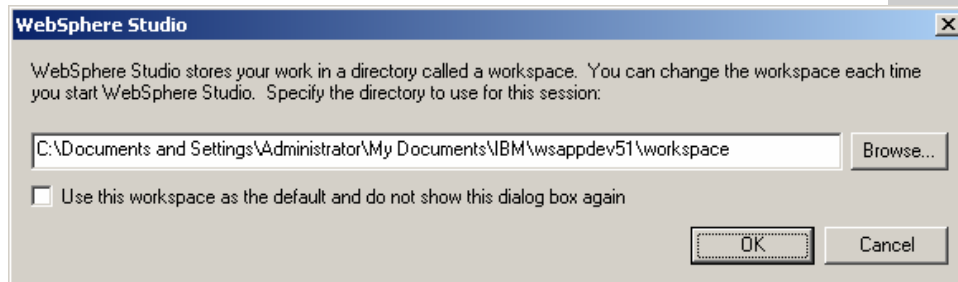 WebSphere Studio
WebSphere Studio stores your work in a directory called a workspace. You can change the workspace each time
you start WebSphere Studio. Specify the directory to use for this session:
C:\Documents and Settings\Administrator\My Documents\IBM\wsappdev51\workspace
Browse...
Use this workspace as the default and do not show this dialog box again
OK
Cancel